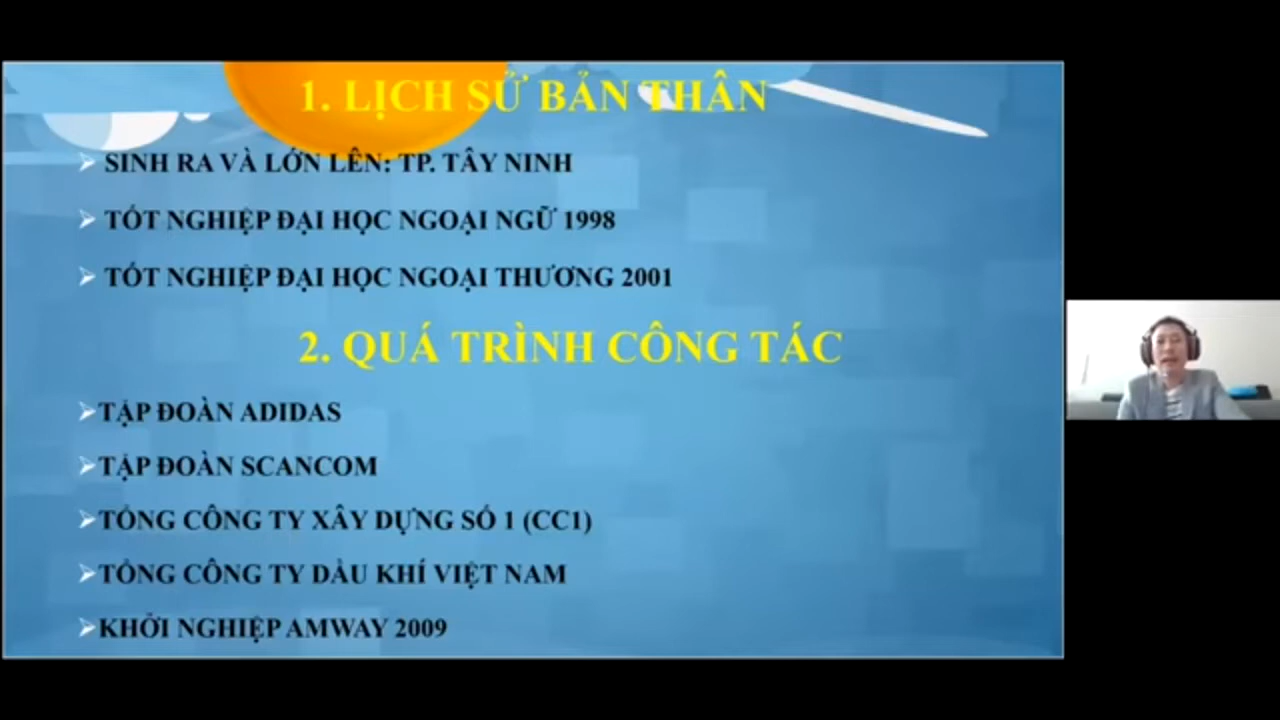 1. LỊCH SỬ BẢN THÂN
SINH RA VÀ LỚN LÊN: TP. TÂY NINH
TỐT NGHIỆP ĐẠI HỌC NGOẠI NGỮ 1998
TỐT NGHIỆP ĐẠI HỌC NGOẠI THƯƠNG 2001
2. QUÁ TRÌNH CÔNG TÁC
TẬP ĐOÀN ADIDAS
TẬP ĐOÀN SCANCOM
TỔNG CÔNG TY XÂY DỰNG SỐ 1 (CC1)
TỔNG CÔNG TY DẦU KHÍ VIỆT NAM
KHỞI NGHIỆP AMWAY 2009